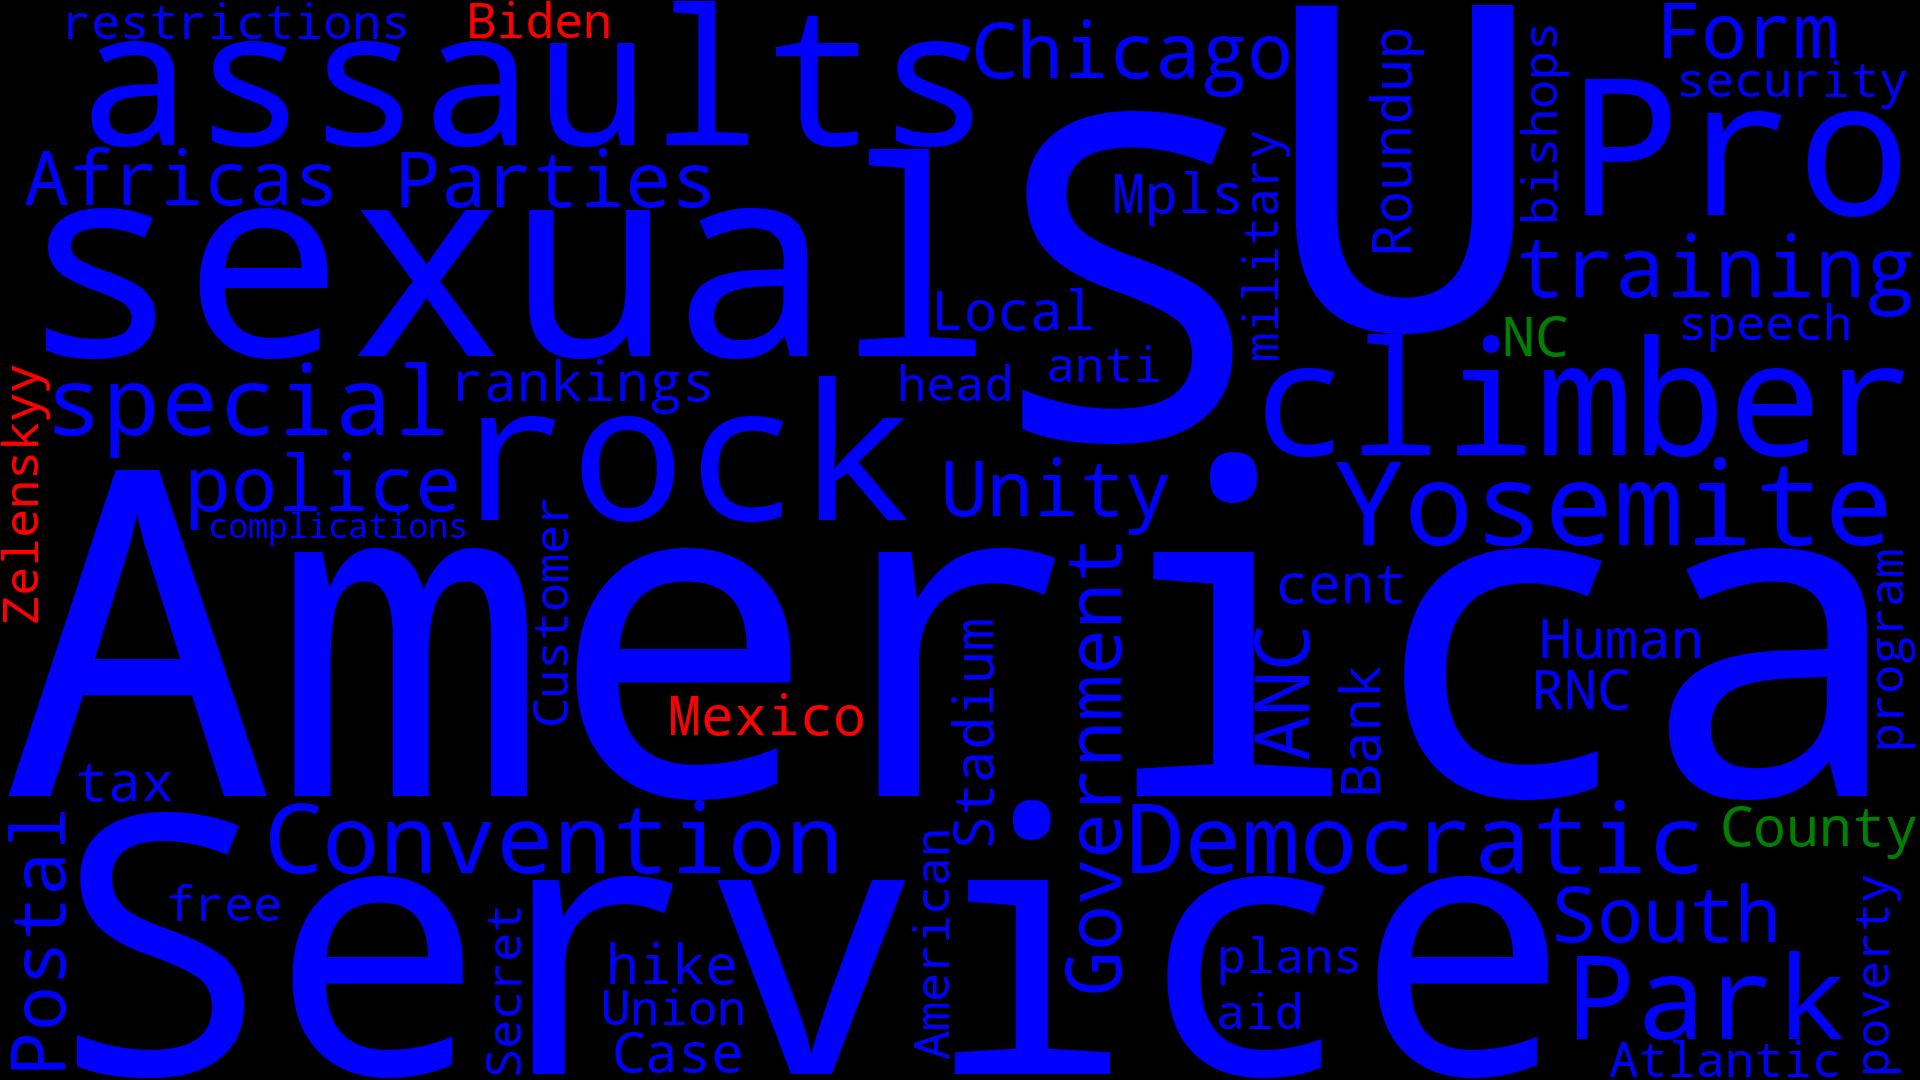 restrictions
Biden
assaults
Chicago
U
Roundup
bishops
Form
security
Pro
Africas
Parties
sexual
S.
Mpls
military
training
Local
anti
head
NC
speech
climber
Zelenskyy
special
rankings
rock
police
complications
Unity
Yosemite
America
Customer
Mexico
Stadium
Government
cent
ANC
Bank
Human
RNC
program
tax
Postal
Convention
Democratic
County
Service
free
Secret
hike
Union
Case
American
plans
aid
South
Park
Atlantic
poverty